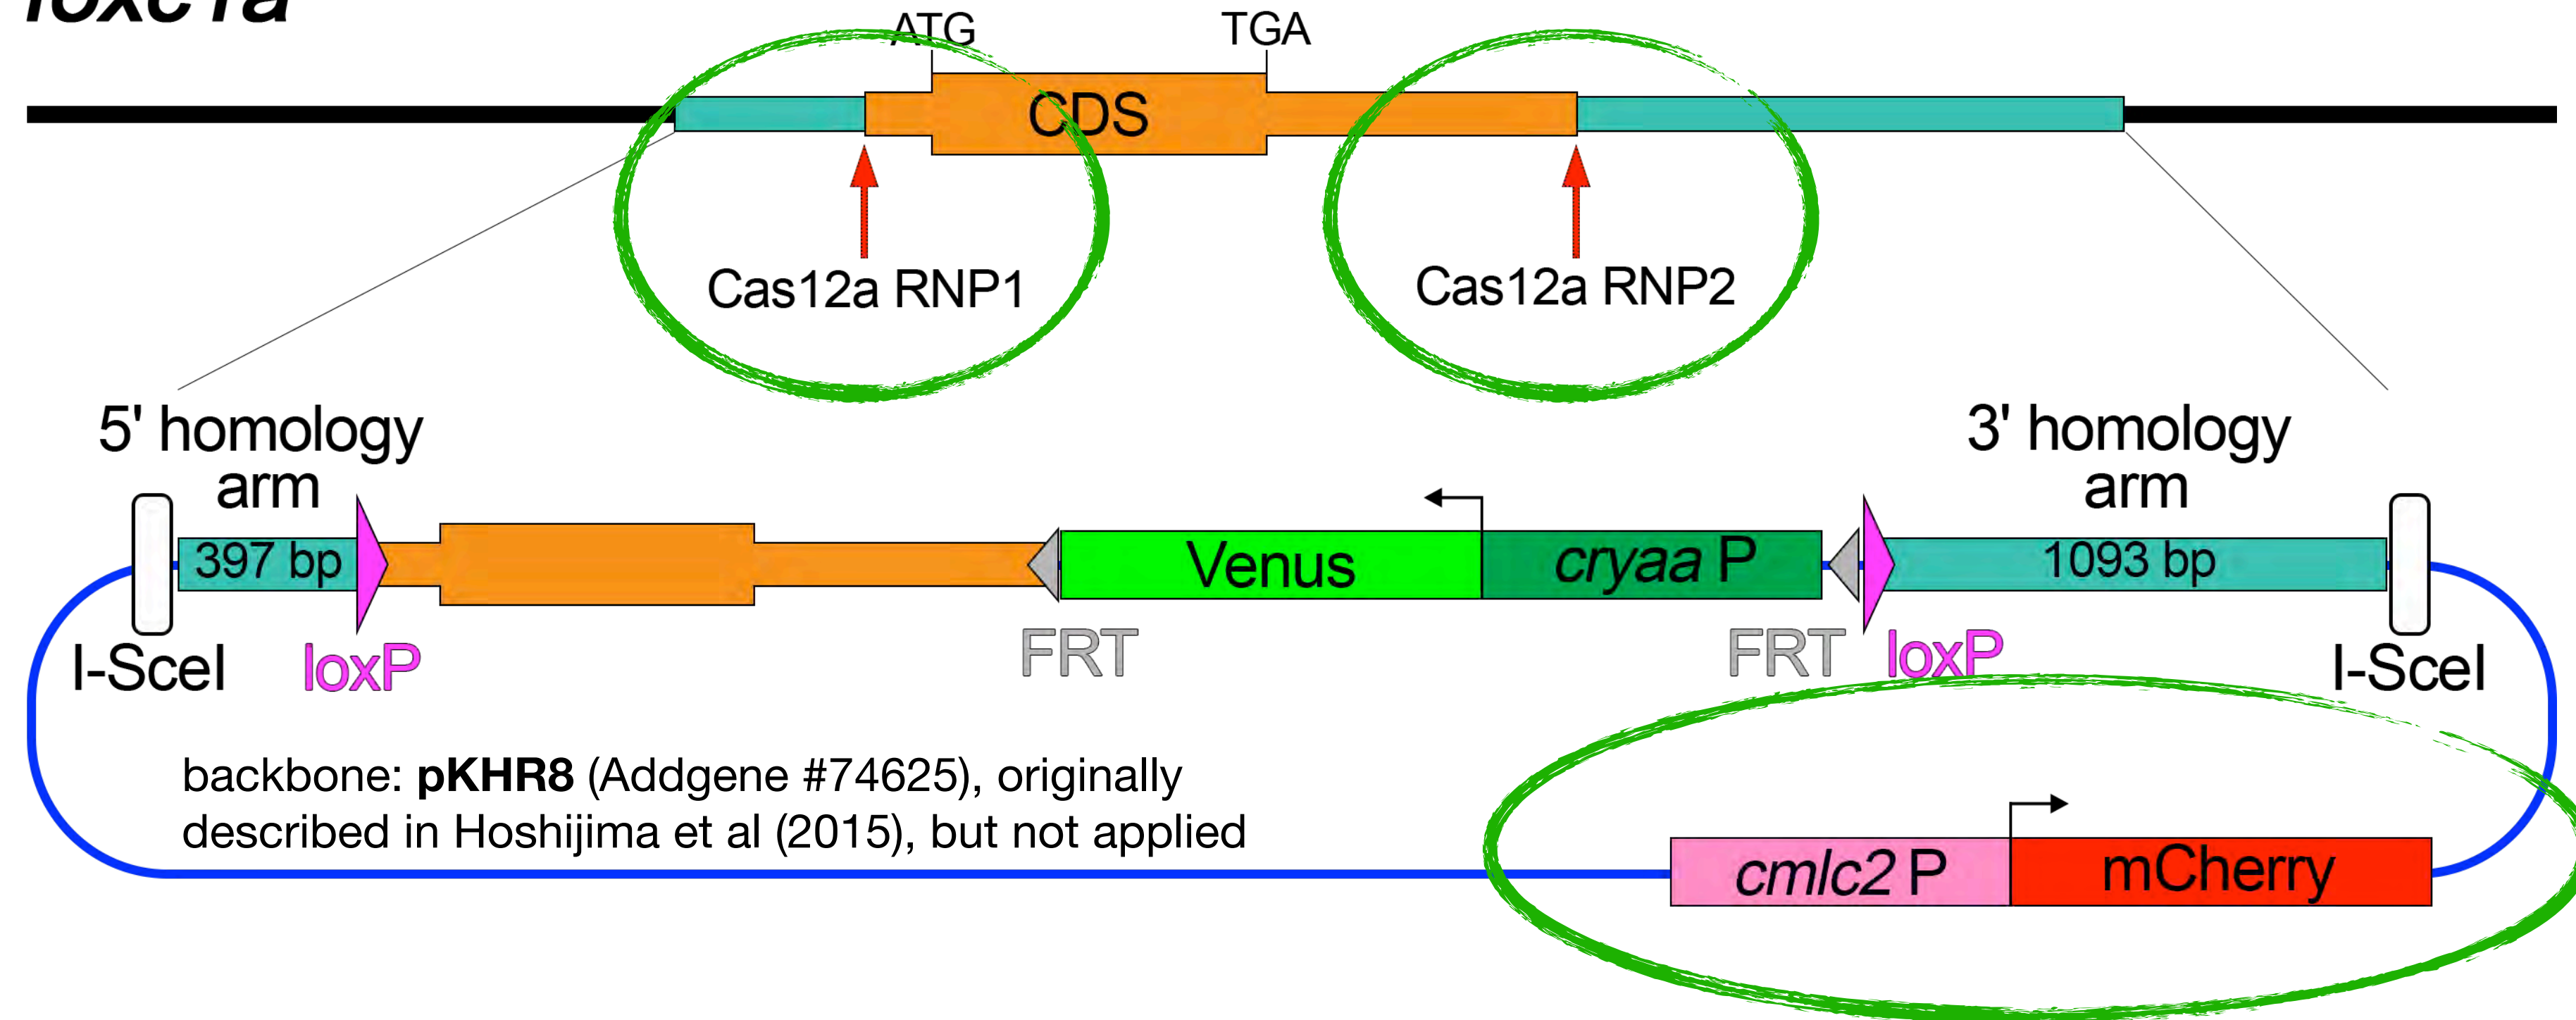 ATG TGA
CDS
Cas12a RNP1 Cas12a RNP2
5' homology
arm
3' homology
arm
397 bp
Venus
cryaa P
1093 bp
I-SceI
loxP
FRT
FRT
loxP
I-SceI
backbone: pKHR8 (Addgene #74625), originally
described in Hoshijima et al (2015), but not applied
cmlc2 P
mCherry